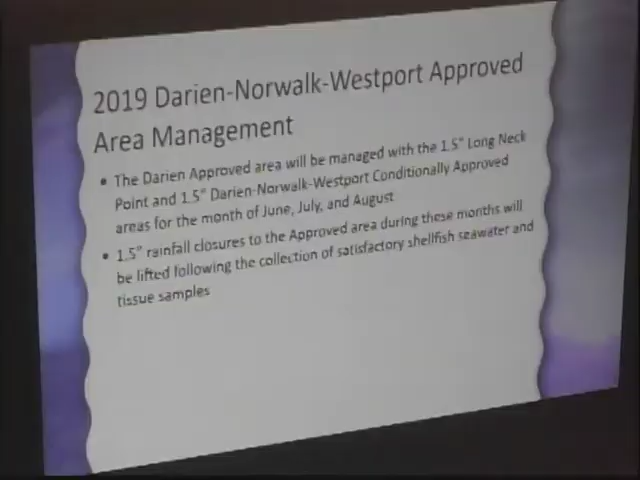 2019 Darien-Norwalk-Westport Approved
Area Management
• The Darien Approved area will be managed with the 1.5" Long Neck
Point and 1.5" Darien-Norwalk-Westport Conditionally Approved
areas for the month of June, July, and August
• 1.5" rainfall closures to the Approved area during these months will
be lifted following the collection of satisfactory shellfish seawater and
tissue samples